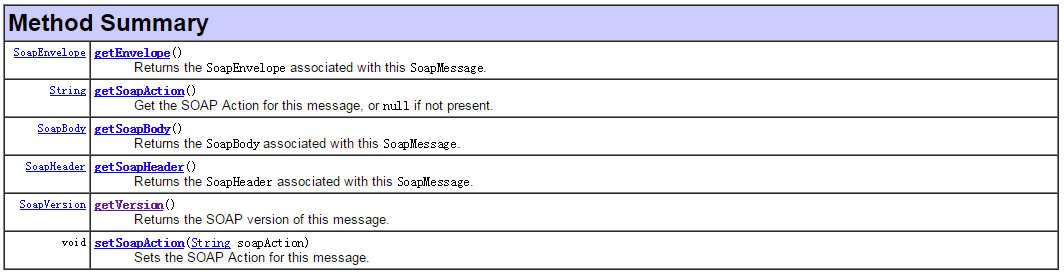 Method Summary
SoapEnvelope getEnvelope()
Returns the SoapEnvelope associated with this SoapMessage.
String getSoapAction()
Get the SOAP Action for this message, or null if not present.
SoapBody getSoapBody()
Returns the SoapBody associated with this SoapMessage.
SoapHeader getSoapHeader()
Returns the SoapHeader associated with this SoapMessage.
SoapVersion getVersion()
Returns the SOAP version of this message.
void setSoapAction(String soapAction)
Sets the SOAP Action for this message.